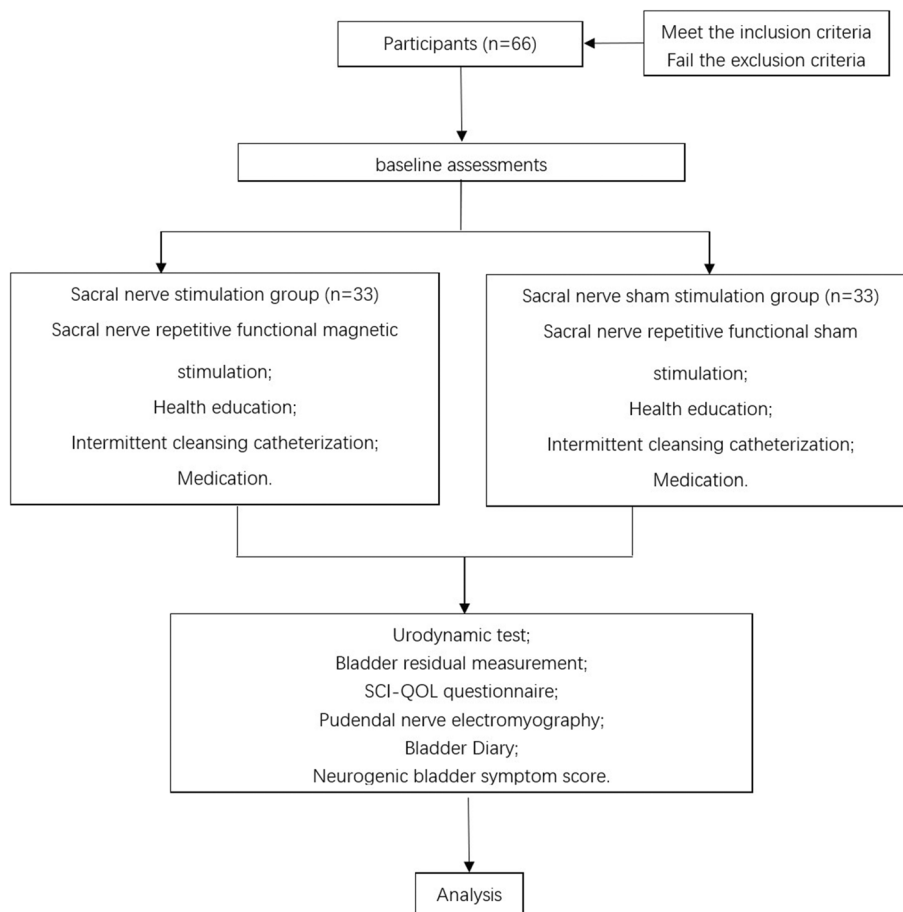 Participants (n=66)
Meet the inclusion criteria
Fail the exclusion criteria
baseline assessments
Sacral nerve stimulation group (n=33)
Sacral nerve repetitive functional magnetic
stimulation;
Health education;
Intermittent cleansing catheterization;
Medication.
Sacral nerve sham stimulation group (n=33)
Sacral nerve repetitive functional sham
stimulation;
Health education;
Intermittent cleansing catheterization;
Medication.
Urodynamic test;
Bladder residual measurement;
SCI-QOL questionnaire;
Pudendal nerve electromyography;
Bladder Diary;
Neurogenic bladder symptom score.
Analysis